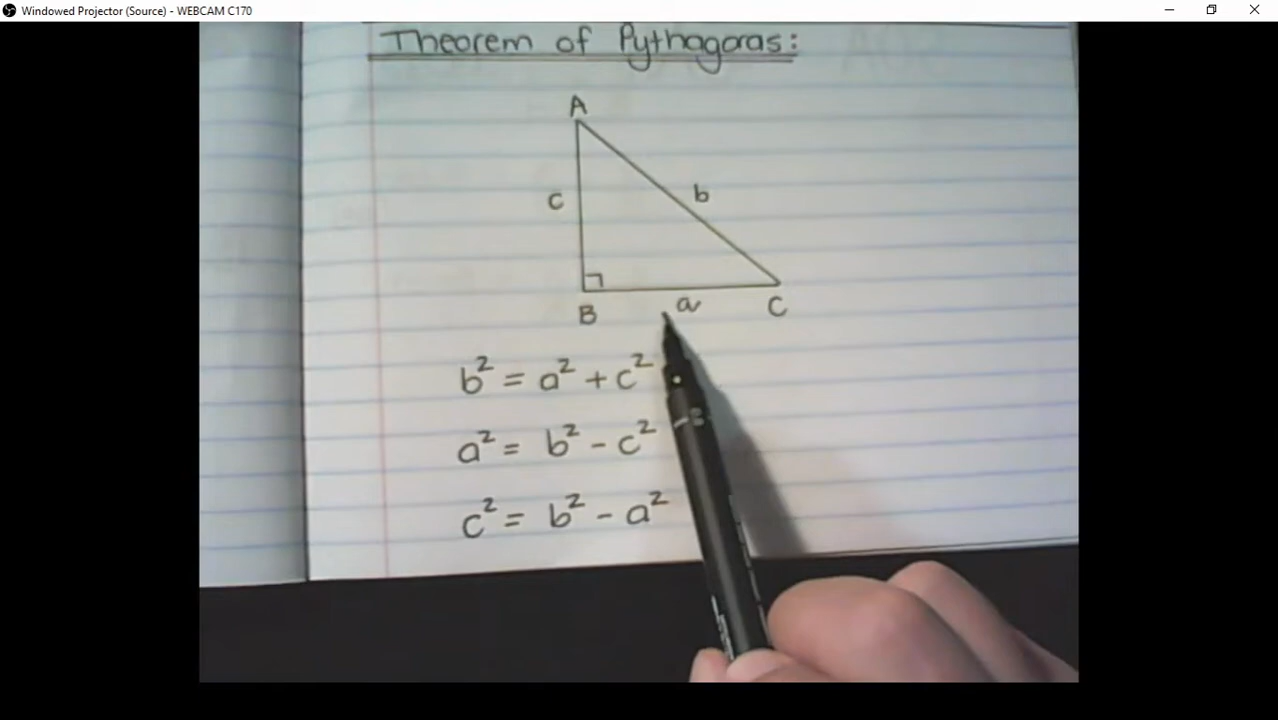 Windowed Projector (Source) - WEBCAM C170
Theorem of Pythagoras:
A
c
b
B
a
C
b² = a² + c²
a² = b² - c²
c² = b² - a²